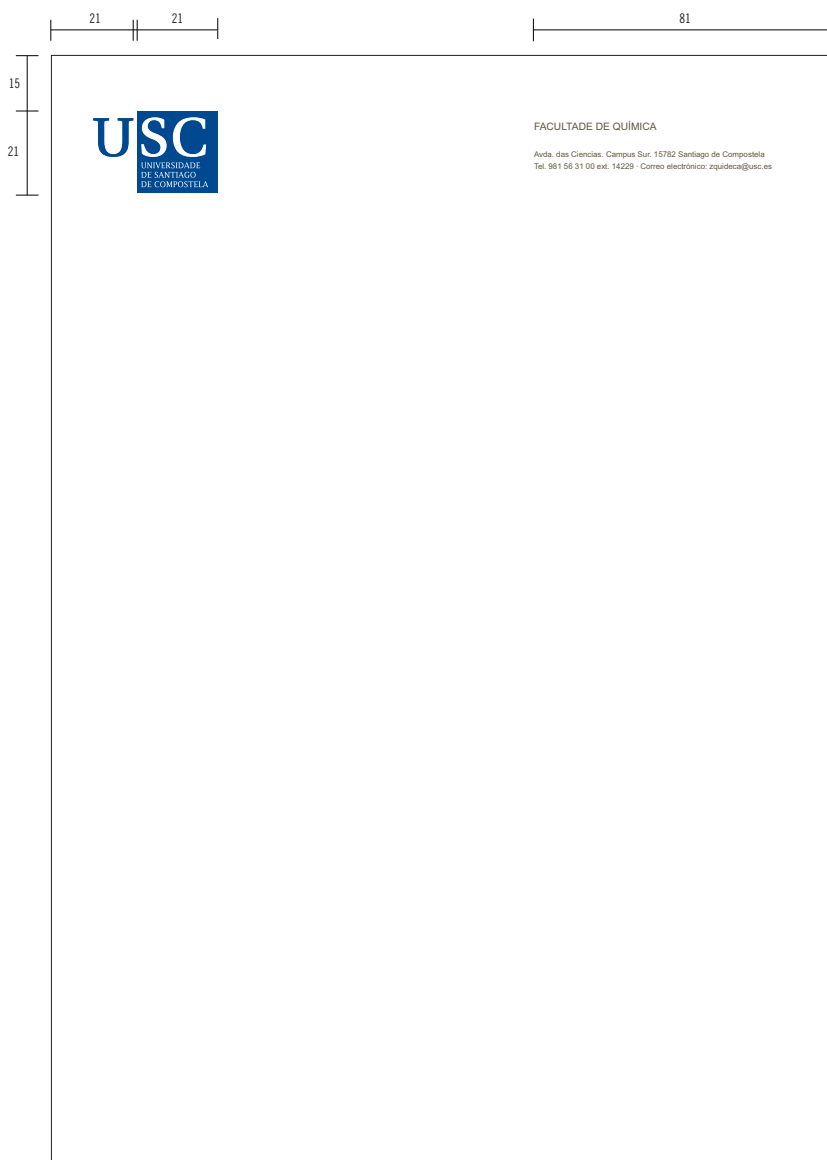 21 21 81
15
21
USC
UNIVERSIDADE
DE SANTIAGO
DE COMPOSTELA
FACULTADE DE QUÍMICA
Avda. das Ciencias. Campus Sur. 15782 Santiago de Compostela
Tel. 981 56 31 00 ext. 14229 - Correo electrónico: zquideca@usc.es